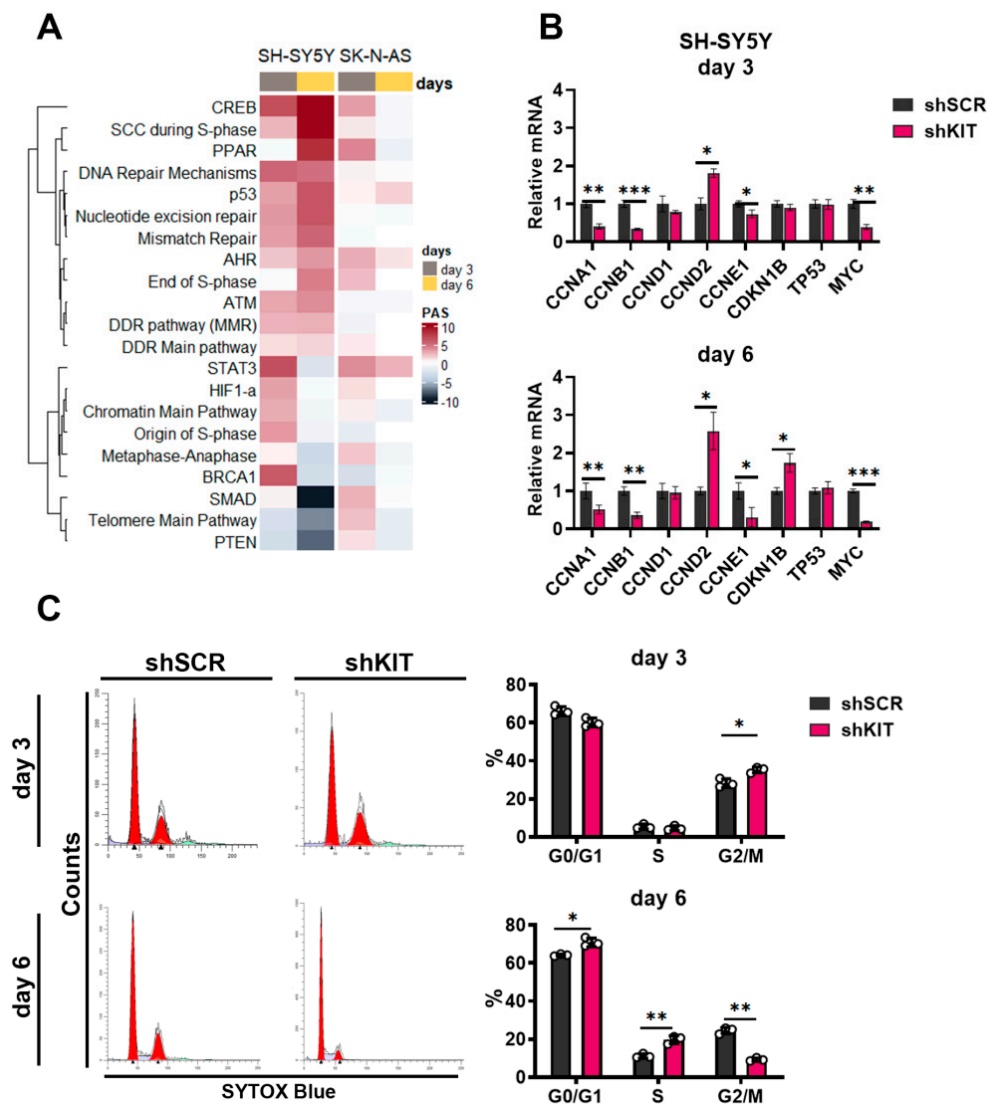 A
SH-SY5Y SK-N-AS
days
CREB
SCC during S-phase
PPAR
DNA Repair Mechanisms
p53
Nucleotide excision repair
Mismatch Repair
AHR
End of S-phase
ATM
DDR pathway (MMR)
DDR Main pathway
STAT3
HIF1-a
Chromatin Main Pathway
Origin of S-phase
Metaphase-Anaphase
BRCA1
SMAD
Telomere Main Pathway
PTEN
days
day 3
day 6
PAS
10
5
0
-5
-10
B
SH-SY5Y
day 3
Relative mRNA
4
3
2
1
0
** *** * * **
CCNA1 CCNB1 CCND1 CCND2 CCNE1 CDKN1B TP53 MYC
shSCR
shKIT
day 6
Relative mRNA
4
3
2
1
0
** ** * * * ***
CCNA1 CCNB1 CCND1 CCND2 CCNE1 CDKN1B TP53 MYC
C
shSCR shKIT
day 3
day 6
Counts
SYTOX Blue
day 3
%
80
60
40
20
0
*
G0/G1 S G2/M
shSCR
shKIT
day 6
%
80
60
40
20
0
* ** **
G0/G1 S G2/M